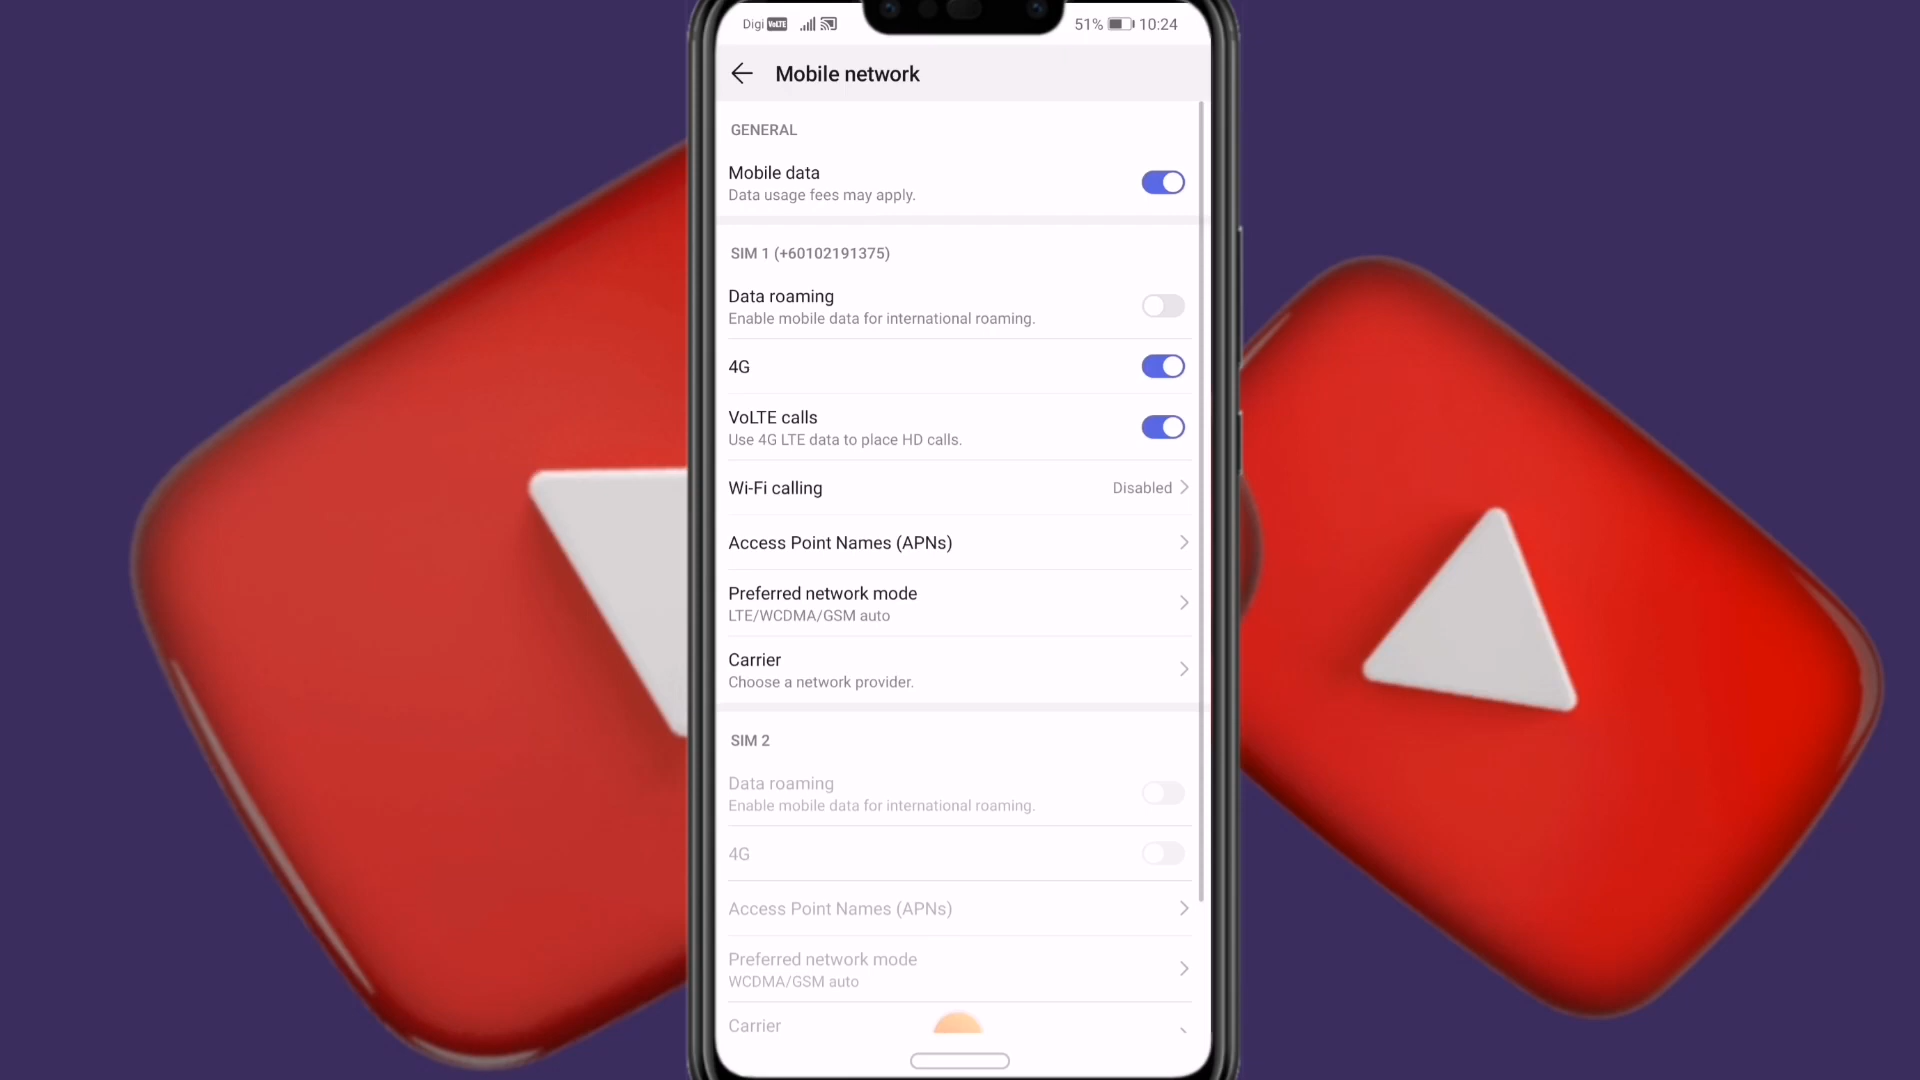 Digi VoLTE 51% 10:24
Mobile network
GENERAL
Mobile data
Data usage fees may apply.
SIM 1 (+60102191375)
Data roaming
Enable mobile data for international roaming.
4G
VoLTE calls
Use 4G LTE data to place HD calls.
Wi-Fi calling Disabled
Access Point Names (APNs)
Preferred network mode
LTE/WCDMA/GSM auto
Carrier
Choose a network provider.
SIM 2
Data roaming
Enable mobile data for international roaming.
4G
Access Point Names (APNs)
Preferred network mode
WCDMA/GSM auto
Carrier